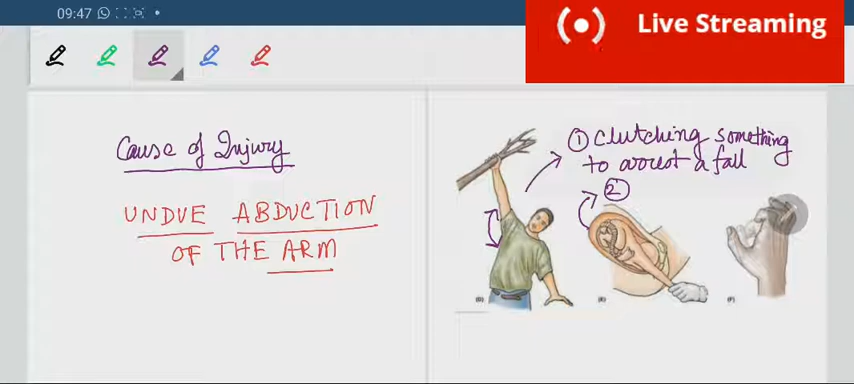 09:47
Live Streaming
Cause of Injury
UNDUE ABDUCTION
OF THE ARM
① Clutching something
to arrest a fall
②
(D)
(E)
(F)